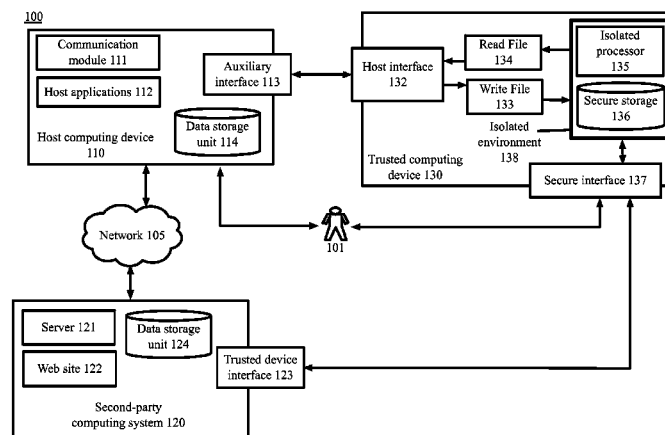 100
Communication
module 111
Host applications 112
Host computing device
110
Data storage
unit 114
Auxiliary
interface 113
Host interface
132
Read File
134
Write File
133
Isolated
processor
135
Secure storage
136
Isolated
environment
138
Trusted computing
device 130
Secure interface 137
Network 105
101
Server 121
Web site 122
Data storage
unit 124
Trusted device
interface 123
Second-party
computing system 120